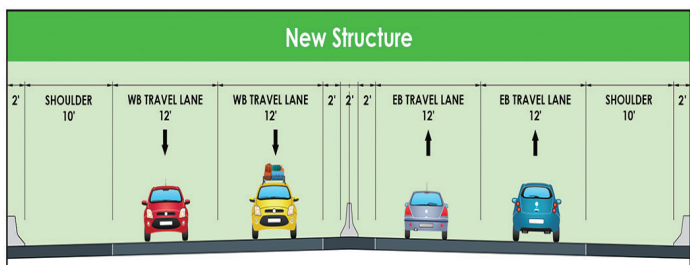 New Structure
2' SHOULDER WB TRAVEL LANE WB TRAVEL LANE 2' 2' 2' EB TRAVEL LANE EB TRAVEL LANE SHOULDER 2'
10' 12' 12' 12' 12' 10'